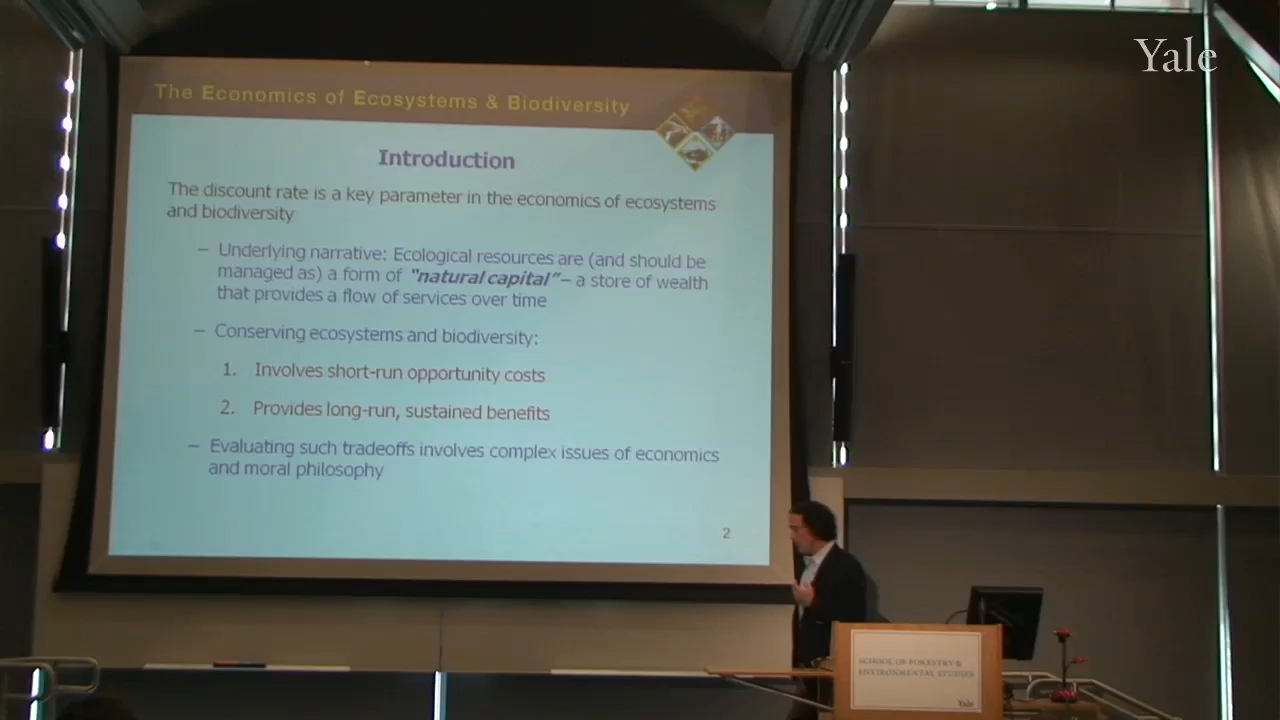 Yale
The Economics of Ecosystems & Biodiversity
Introduction
The discount rate is a key parameter in the economics of ecosystems
and biodiversity
– Underlying narrative: Ecological resources are (and should be
managed as) a form of "natural capital" – a store of wealth
that provides a flow of services over time
– Conserving ecosystems and biodiversity:
1. Involves short-run opportunity costs
2. Provides long-run, sustained benefits
– Evaluating such tradeoffs involves complex issues of economics
and moral philosophy
2
SCHOOL OF FORESTRY &
ENVIRONMENTAL STUDIES
Yale